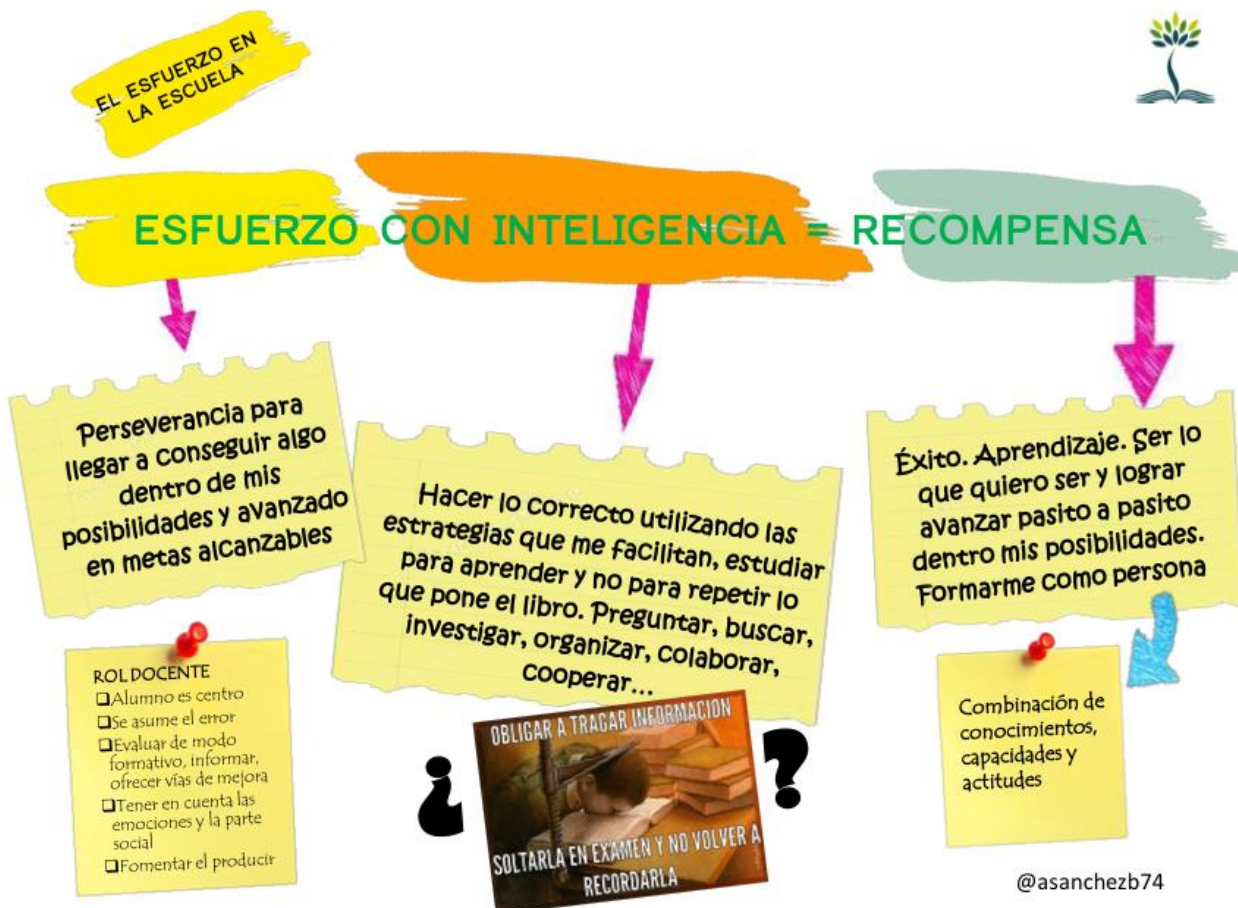 EL ESFUERZO EN
LA ESCUELA
ESFUERZO CON INTELIGENCIA = RECOMPENSA
Perseverancia para
llegar a conseguir algo
dentro de mis
posibilidades y avanzado
en metas alcanzables
Hacer lo correcto utilizando las
estrategias que me facilitan, estudiar
para aprender y no para repetir lo
que pone el libro. Preguntar, buscar,
investigar, organizar, colaborar,
cooperar...
Éxito. Aprendizaje. Ser lo
que quiero ser y lograr
avanzar pasito a pasito
dentro mis posibilidades.
Formarme como persona
ROL DOCENTE
❑Alumno es centro
❑Se asume el error
❑Evaluar de modo
formativo, informar,
ofrecer vías de mejora
❑Tener en cuenta las
emociones y la parte
social
❑Fomentar el producir
¿
OBLIGAR A TRAGAR INFORMACION
SOLTARLA EN EXAMEN Y NO VOLVER A
RECORDARLA
?
Combinación de
conocimientos,
capacidades y
actitudes
@asanchezb74